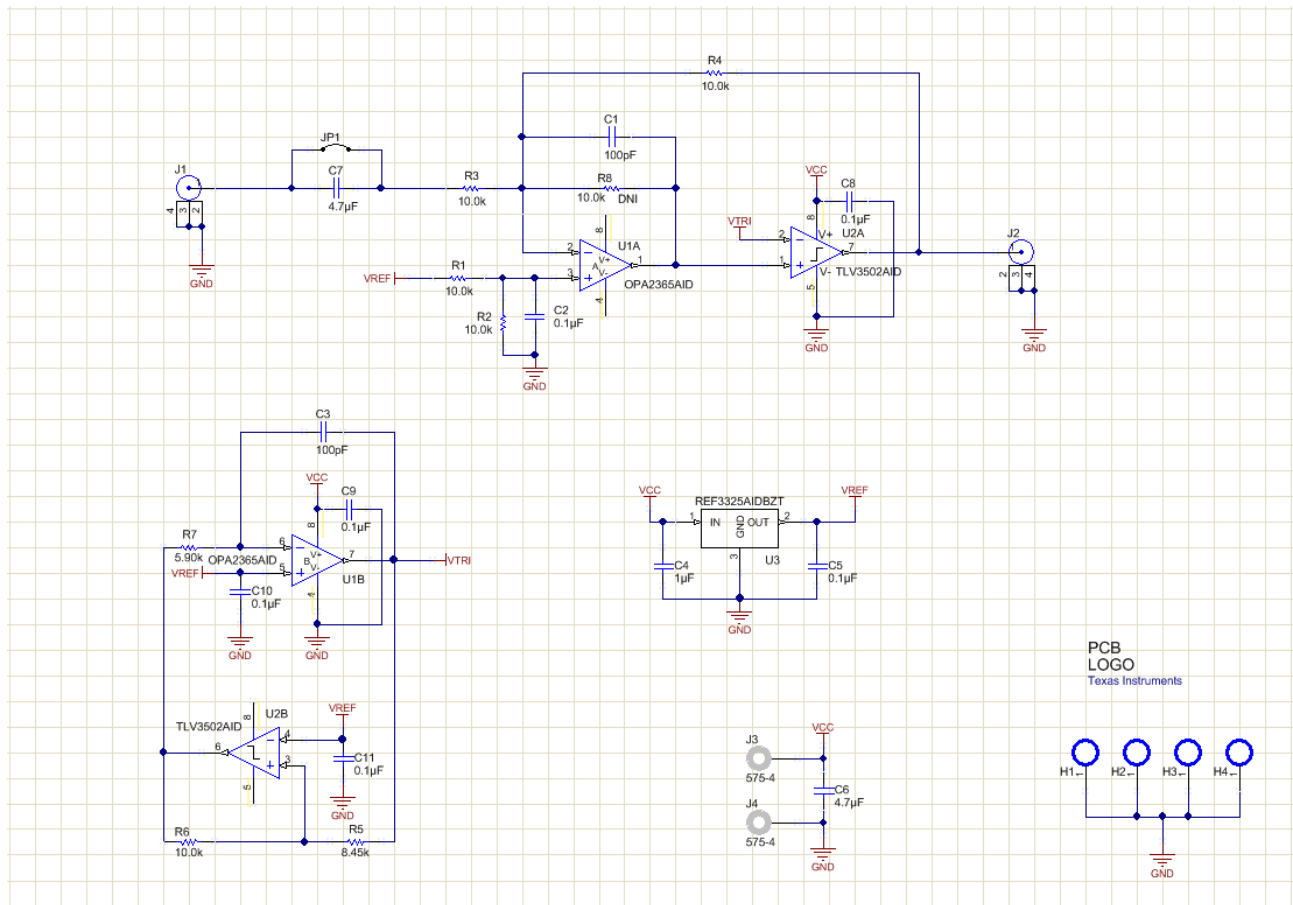 R4
10.0k
C1
100pF
JP1
C7
4.7µF
J1
1
4
3
2
GND
R3
10.0k
R8
10.0k
DNI
VREF
R1
10.0k
R2
10.0k
C2
0.1µF
GND
2
3
8
V+
A
V-
4
1
U1A
OPA2365AID
VTRI
VCC
C8
0.1µF
8
2
1
V+
U2A
7
V-
TLV3502AID
5
GND
J2
1
2
3
4
GND
C3
100pF
VCC
C9
0.1µF
8
R7
5.90k
OPA2365AID
VREF
6
5
V+
B
V-
7
U1B
4
VTRI
C10
0.1µF
GND
GND
VCC
REF3325AIDBZT
VREF
1
IN
GND
OUT
2
3
U3
C4
1µF
C5
0.1µF
GND
TLV3502AID
8
U2B
VREF
6
4
3
5
C11
0.1µF
GND
R6
10.0k
R5
8.45k
J3
575-4
J4
575-4
VCC
C6
4.7µF
GND
PCB
LOGO
Texas Instruments
H1
H2
H3
H4
GND